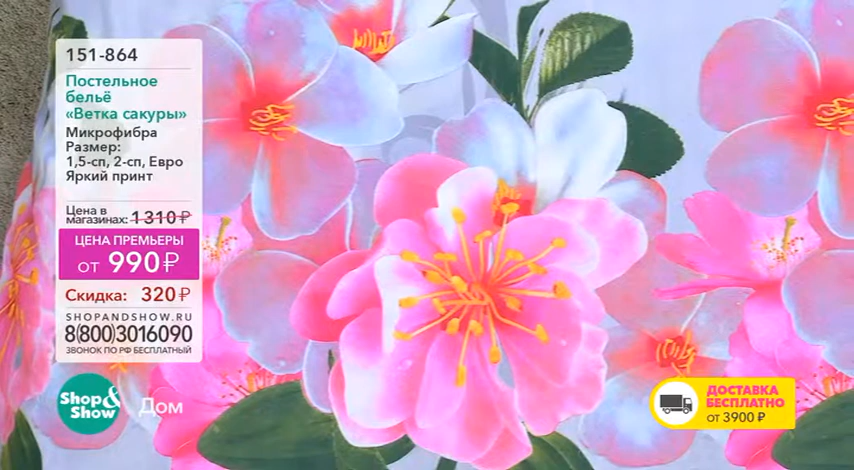 151-864
Постельное
бельё
«Ветка сакуры»
Микрофибра
Размер:
1,5-сп, 2-сп, Евро
Яркий принт
Цена в
магазинах: 1 310 ₽
ЦЕНА ПРЕМЬЕРЫ
от 990 ₽
Скидка: 320 ₽
SHOPANDSHOW.RU
8(800)3016090
ЗВОНОК ПО РФ БЕСПЛАТНЫЙ
Shop&
Show
Дом
ДОСТАВКА
БЕСПЛАТНО
от 3900 ₽